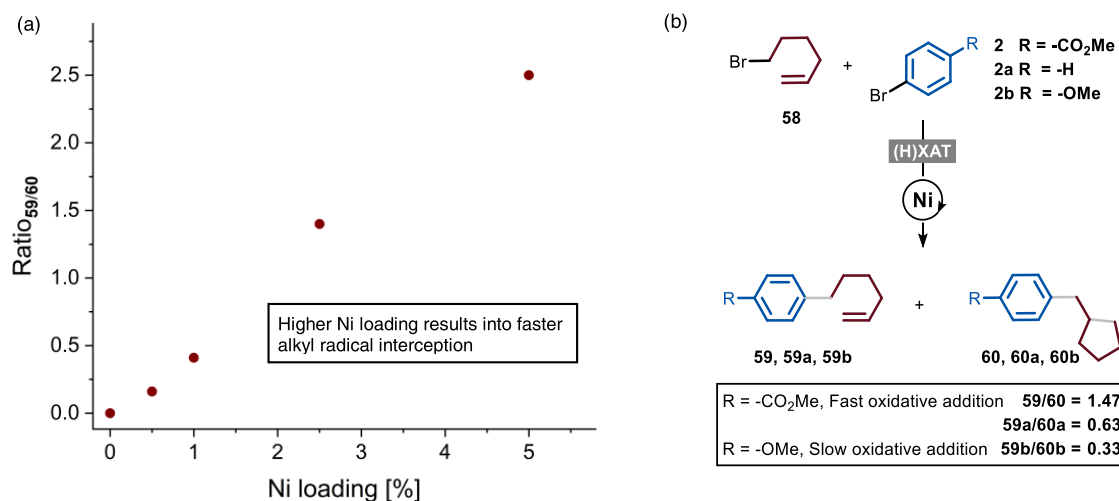 (a)
Ratio59/60
2.5
2.0
1.5
1.0
0.5
0.0
Higher Ni loading results into faster
alkyl radical interception
0 1 2 3 4 5
Ni loading [%]
(b)
Br
58
+
R
Br
2 R = -CO₂Me
2a R = -H
2b R = -OMe
(H)XAT
Ni
R
59, 59a, 59b
+
R
60, 60a, 60b
R = -CO₂Me, Fast oxidative addition 59/60 = 1.47
59a/60a = 0.63
R = -OMe, Slow oxidative addition 59b/60b = 0.33